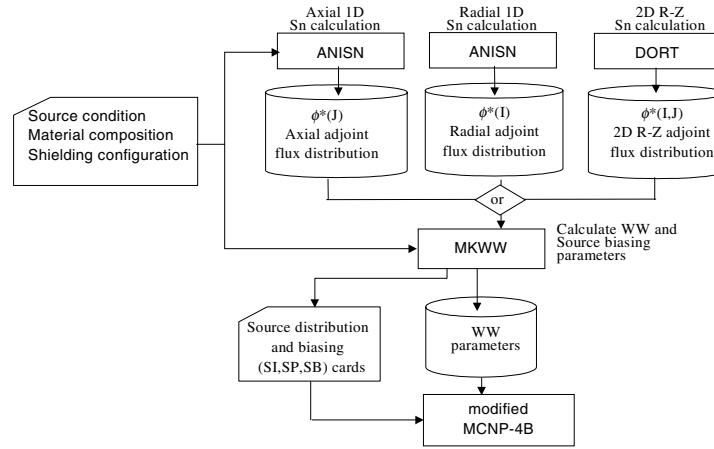 Axial 1D
Sn calculation
Radial 1D
Sn calculation
2D R-Z
Sn calculation
ANISN
ANISN
DORT
Source condition
Material composition
Shielding configuration
ϕ*(J)
Axial adjoint
flux distribution
ϕ*(I)
Radial adjoint
flux distribution
ϕ*(I,J)
2D R-Z adjoint
flux distribution
or
MKWW
Calculate WW and
Source biasing
parameters
Source distribution
and biasing
(SI,SP,SB) cards
WW
parameters
modified
MCNP-4B